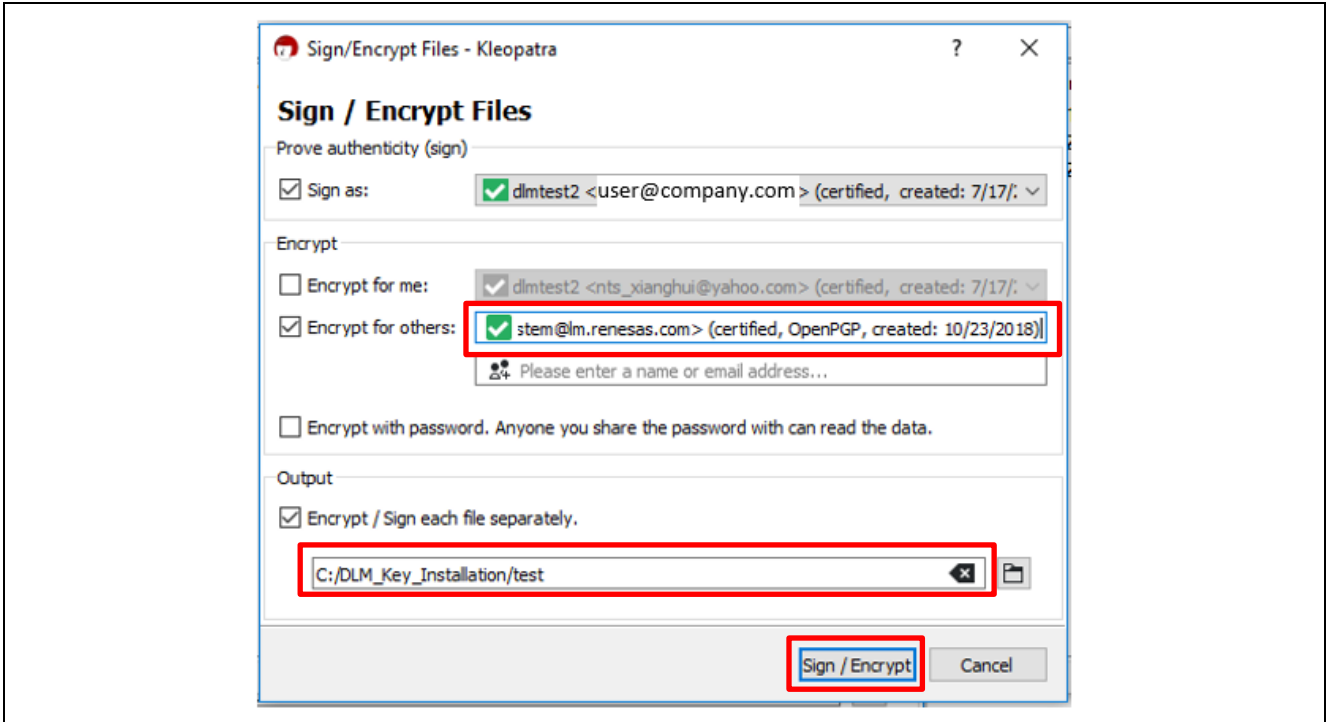 Sign/Encrypt Files - Kleopatra ?
Sign / Encrypt Files
Prove authenticity (sign)
Sign as: dlmtest2 <user@company.com> (certified, created: 7/17/:
Encrypt
Encrypt for me: dlmtest2 <nts_xianghui@yahoo.com> (certified, created: 7/17/:
Encrypt for others: stem@lm.renesas.com> (certified, OpenPGP, created: 10/23/2018)
Please enter a name or email address...
Encrypt with password. Anyone you share the password with can read the data.
Output
Encrypt / Sign each file separately.
C:/DLM_Key_Installation/test
Sign / Encrypt Cancel